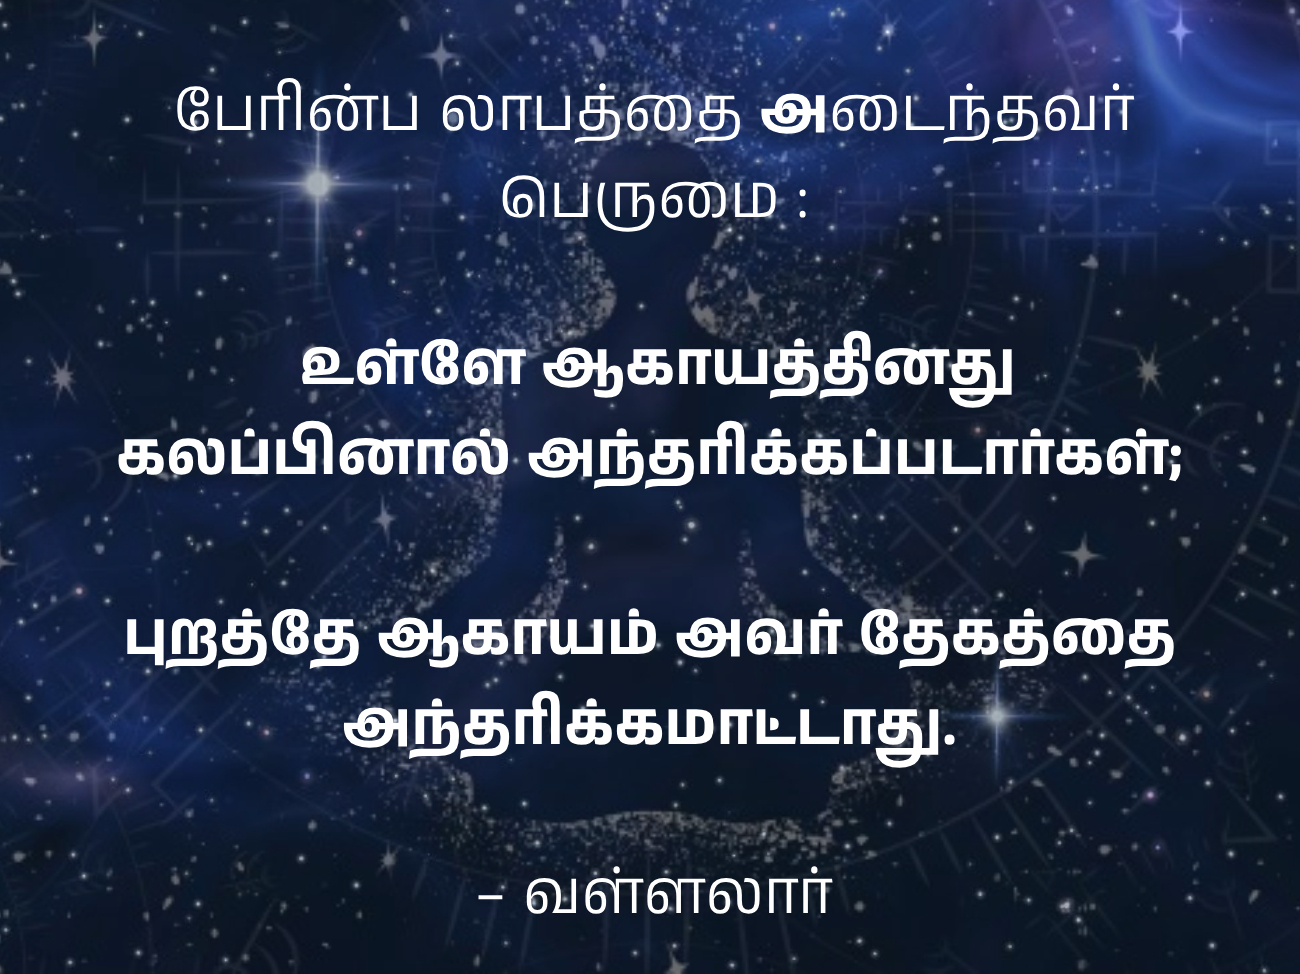 பேரின்ப லாபத்தை அடைந்தவர்
பெருமை :
உள்ளே ஆகாயத்தினது
கலப்பினால் அந்தரிக்கப்படார்கள்;
புறத்தே ஆகாயம் அவர் தேகத்தை
அந்தரிக்கமாட்டாது.
– வள்ளலார்